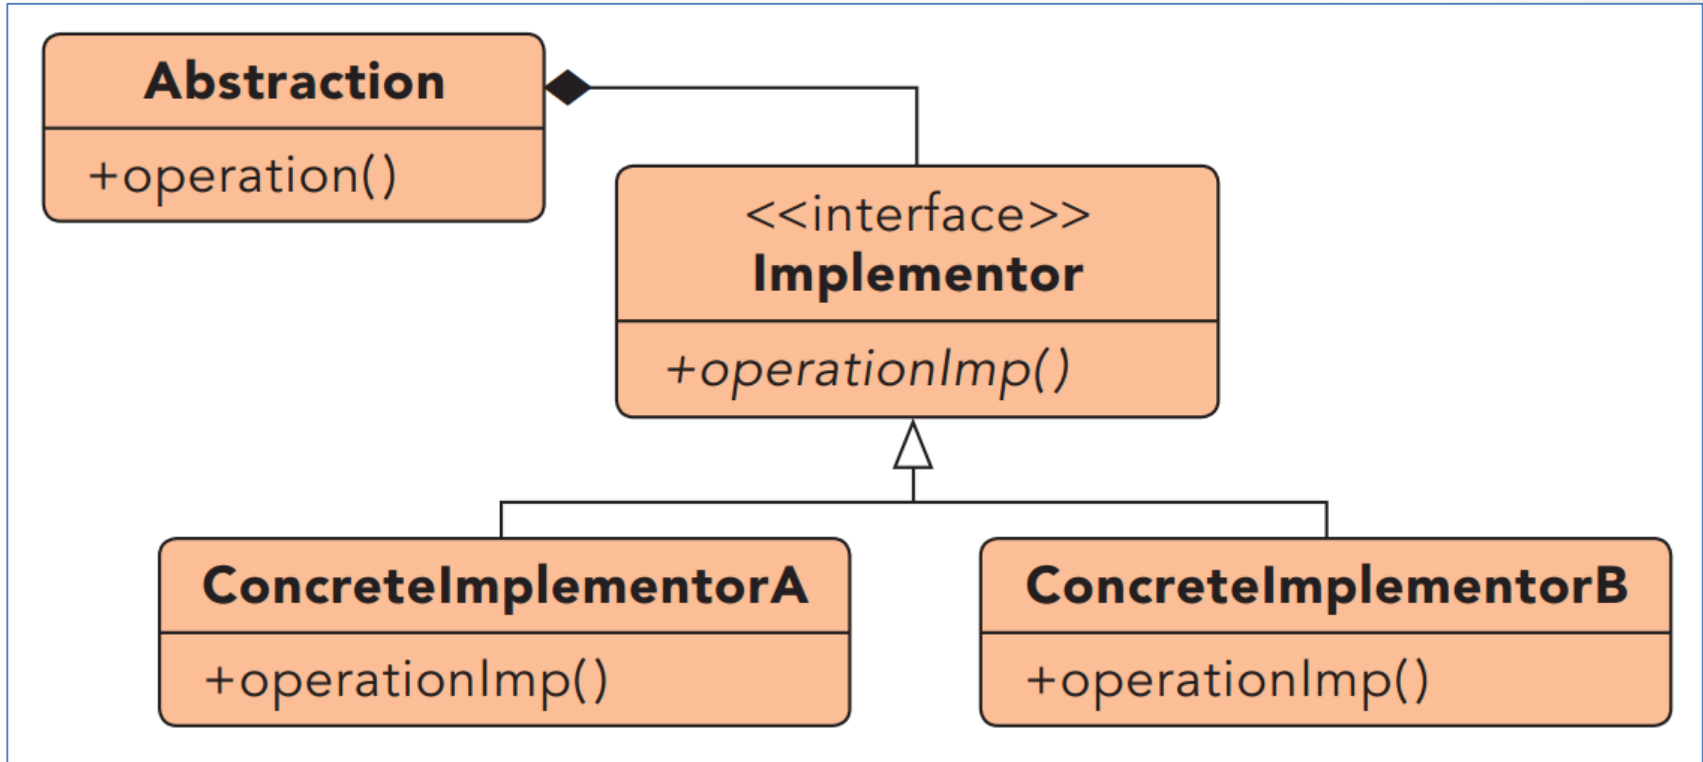 Abstraction
+operation()
<<interface>>
Implementor
+operationImp()
ConcreteImplementorA
+operationImp()
ConcreteImplementorB
+operationImp()